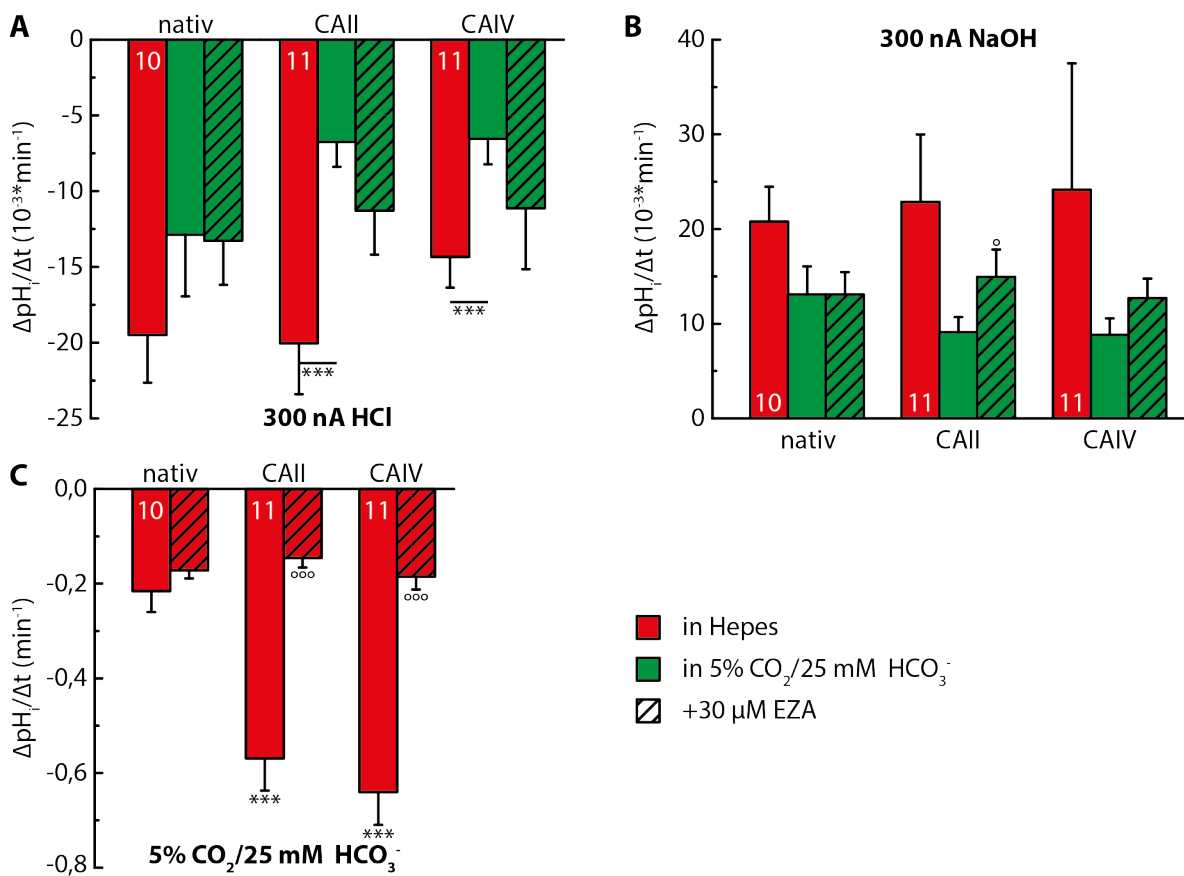 A
nativ CAII CAIV
0
-5
-10
-15
-20
-25
ΔpHᵢ/Δt (10⁻³*min⁻¹)
10 11 11
***
***
300 nA HCl
B
300 nA NaOH
40
30
20
10
0
ΔpHᵢ/Δt (10⁻³*min⁻¹)
°
10 11 11
nativ CAII CAIV
C
nativ CAII CAIV
0,0
-0,2
-0,4
-0,6
-0,8
ΔpHᵢ/Δt (min⁻¹)
10 11 11
°°° °°°
***
***
5% CO₂/25 mM HCO₃⁻
in Hepes
in 5% CO₂/25 mM HCO₃⁻
+30 µM EZA